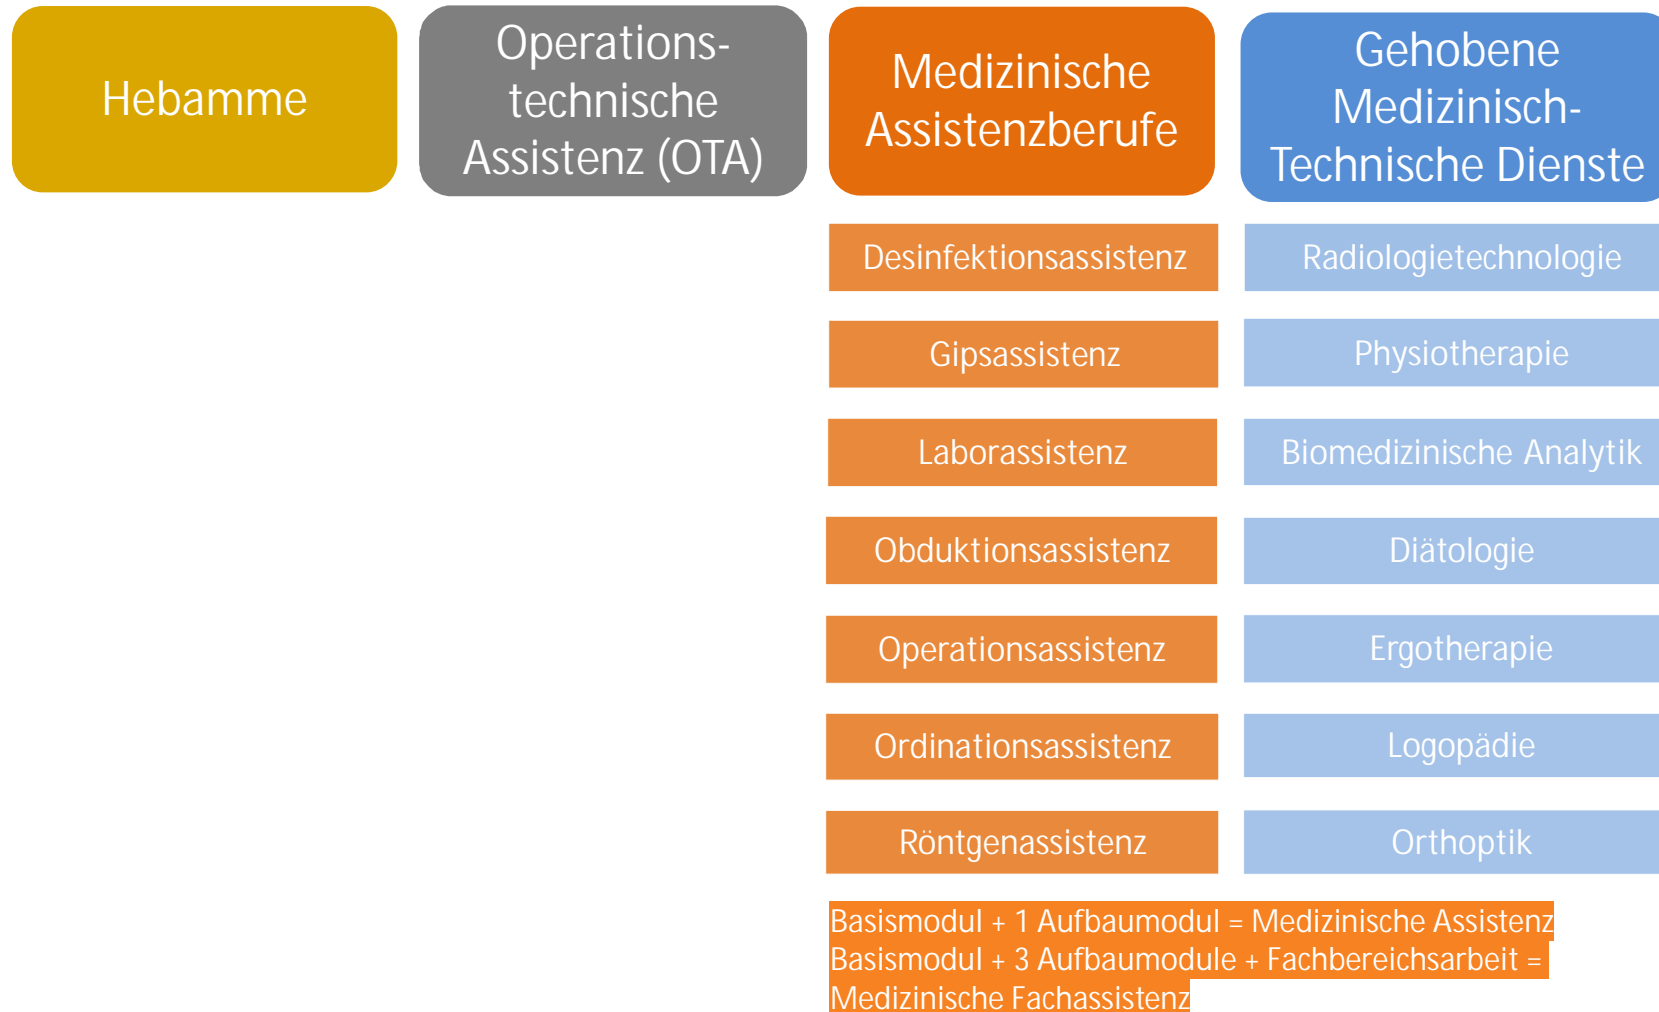 Hebamme
Operations-
technische
Assistenz (OTA)
Medizinische
Assistenzberufe
Gehobene
Medizinisch-
Technische Dienste
Desinfektionsassistenz
Radiologietechnologie
Gipsassistenz
Physiotherapie
Laborassistenz
Biomedizinische Analytik
Obduktionsassistenz
Diätologie
Operationsassistenz
Ergotherapie
Ordinationsassistenz
Logopädie
Röntgenassistenz
Orthoptik
Basismodul + 1 Aufbaumodul = Medizinische Assistenz
Basismodul + 3 Aufbaumodule + Fachbereichsarbeit =
Medizinische Fachassistenz